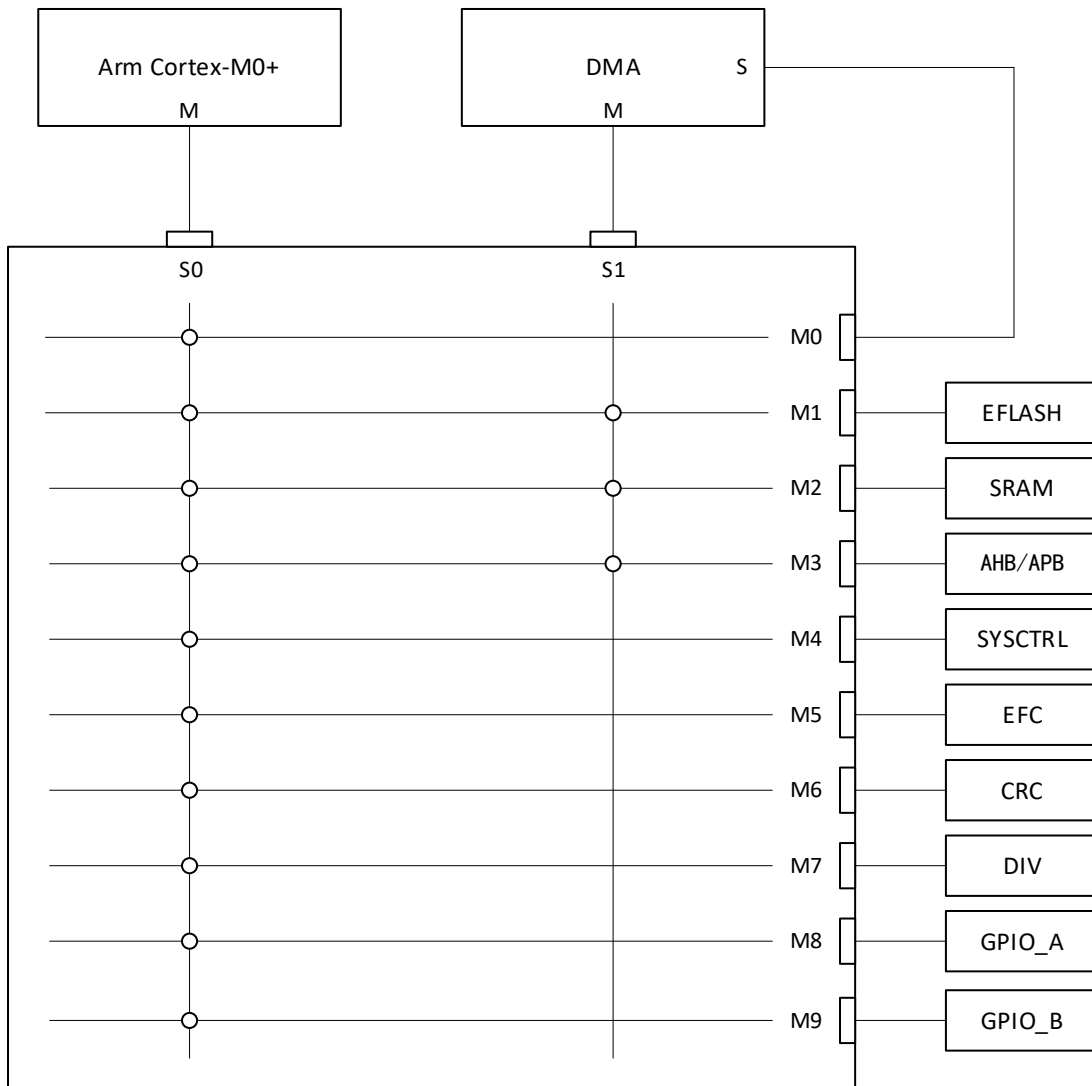 Arm Cortex-M0+
M
DMA
S
M
S0
S1
M0
M1
EFLASH
M2
SRAM
M3
AHB/APB
M4
SYSCTRL
M5
EFC
M6
CRC
M7
DIV
M8
GPIO_A
M9
GPIO_B